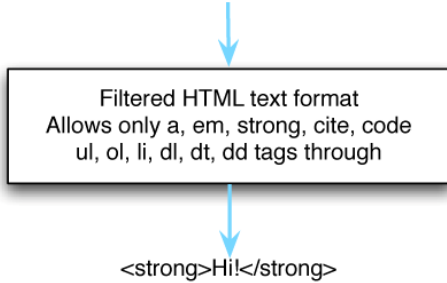 Filtered HTML text format
Allows only a, em, strong, cite, code
ul, ol, li, dl, dt, dd tags through
<strong>Hi!</strong>